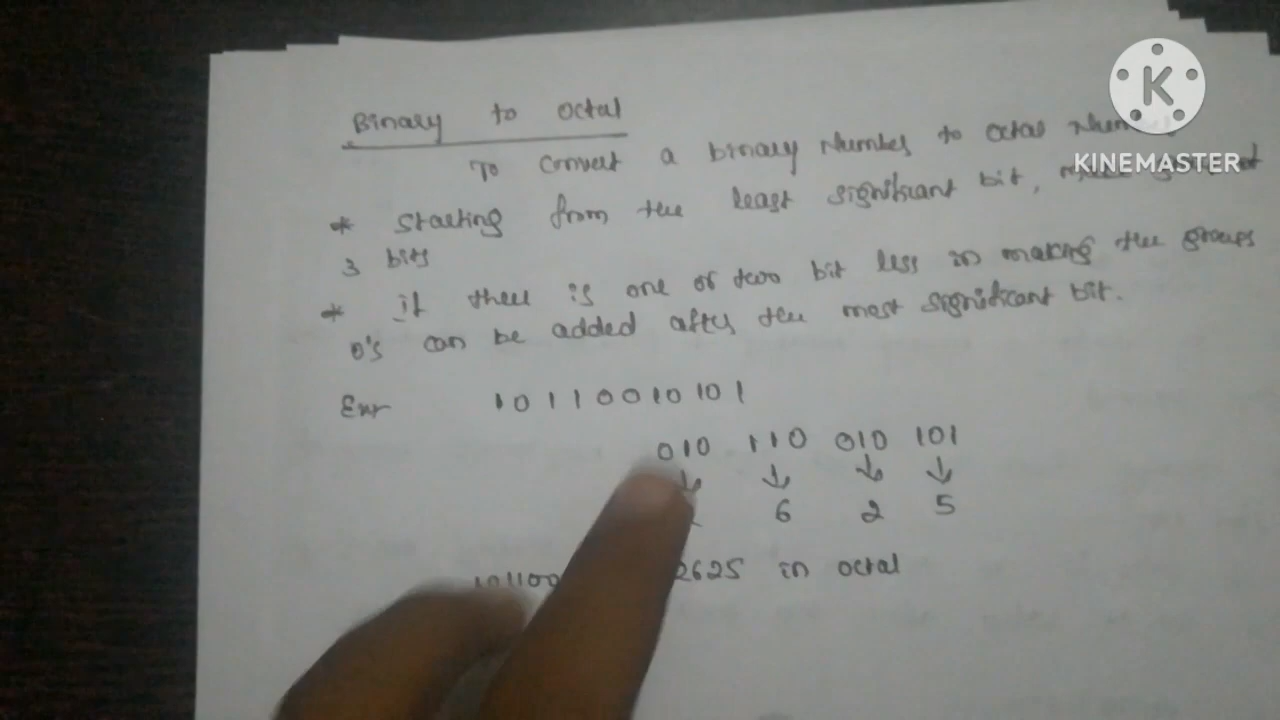 Binary to Octal
To convert a binary number to octal
* Starting from the least significant bit,
3 bits
* if there is one or two bit less in making the groups
0's can be added after the most significant bit.
10110010101
010 110 010 101
6 2 5
2625 in octal
K
KINEMASTER